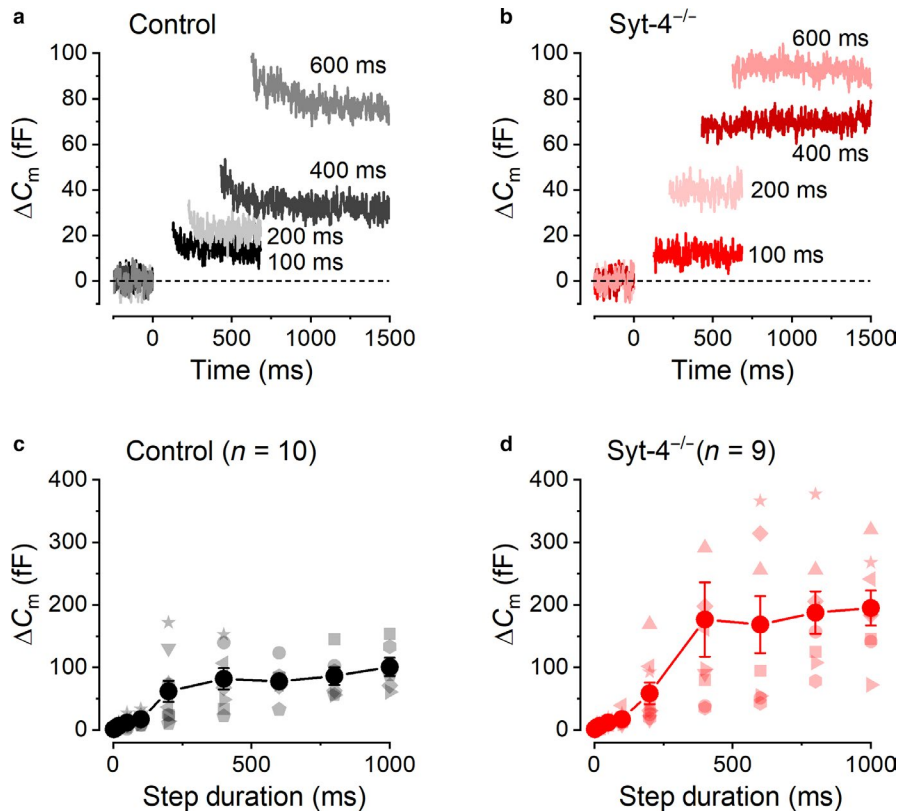 a Control
100
80
60
40
20
0
ΔCm (fF)
600 ms
400 ms
200 ms
100 ms
0 500 1000 1500
Time (ms)
b Syt-4−/−
100
80
60
40
20
0
ΔCm (fF)
600 ms
400 ms
200 ms
100 ms
0 500 1000 1500
Time (ms)
c Control (n = 10)
400
300
200
100
0
ΔCm (fF)
0 500 1000
Step duration (ms)
d Syt-4−/− (n = 9)
400
300
200
100
0
ΔCm (fF)
0 500 1000
Step duration (ms)